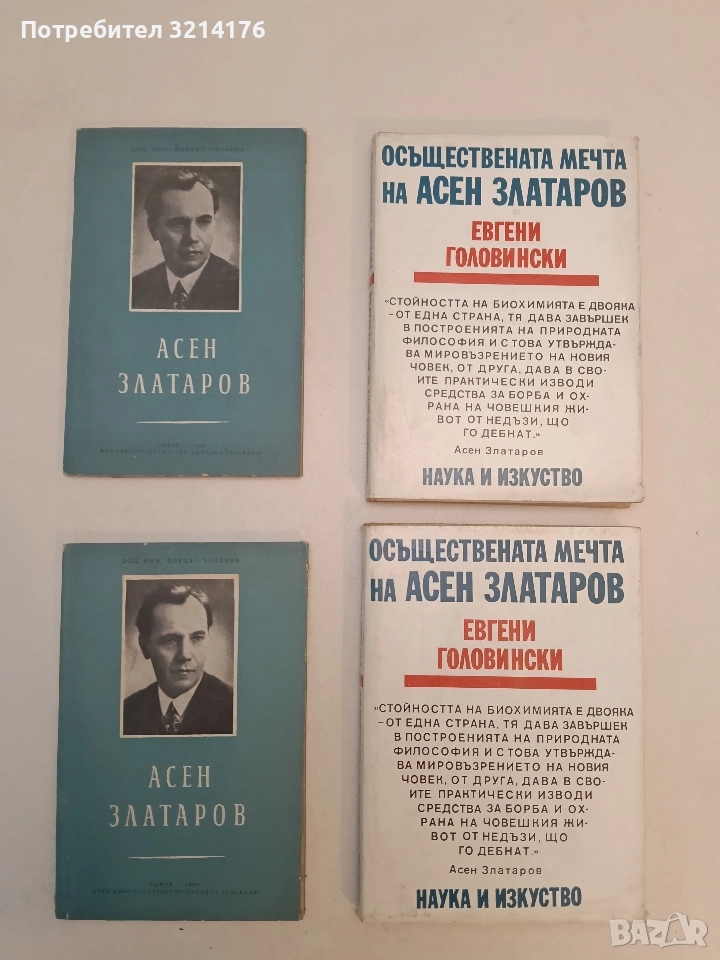 Потребител 3214176
АСЕН
ЗЛАТАРОВ
ОСЪЩЕСТВЕНАТА МЕЧТА
НА АСЕН ЗЛАТАРОВ
ЕВГЕНИ
ГОЛОВИНСКИ
«СТОЙНОСТТА НА БИОХИМИЯТА Е ДВОЯКА
– ОТ ЕДНА СТРАНА, ТЯ ДАВА ЗАВЪРШЕК
В ПОСТРОЕНИЯТА НА ПРИРОДНАТА
ФИЛОСОФИЯ И С ТОВА УТВЪРЖДА-
ВА МИРОВЪЗРЕНИЕТО НА НОВИЯ
ЧОВЕК, ОТ ДРУГА, ДАВА В СВО-
ИТЕ ПРАКТИЧЕСКИ ИЗВОДИ
СРЕДСТВА ЗА БОРБА И ОХ-
РАНА НА ЧОВЕШКИЯ ЖИ-
ВОТ ОТ НЕДЪЗИ, ЩО
ГО ДЕБНАТ.»
Асен Златаров
НАУКА И ИЗКУСТВО
ДОЦ. ИНЖ. ЙОРДАН ЧОЛАКОВ
АСЕН
ЗЛАТАРОВ
ОСЪЩЕСТВЕНАТА МЕЧТА
НА АСЕН ЗЛАТАРОВ
ЕВГЕНИ
ГОЛОВИНСКИ
«СТОЙНОСТТА НА БИОХИМИЯТА Е ДВОЯКА
– ОТ ЕДНА СТРАНА, ТЯ ДАВА ЗАВЪРШЕК
В ПОСТРОЕНИЯТА НА ПРИРОДНАТА
ФИЛОСОФИЯ И С ТОВА УТВЪРЖДА-
ВА МИРОВЪЗРЕНИЕТО НА НОВИЯ
ЧОВЕК, ОТ ДРУГА, ДАВА В СВО-
ИТЕ ПРАКТИЧЕСКИ ИЗВОДИ
СРЕДСТВА ЗА БОРБА И ОХ-
РАНА НА ЧОВЕШКИЯ ЖИ-
ВОТ ОТ НЕДЪЗИ, ЩО
ГО ДЕБНАТ.»
Асен Златаров
НАУКА И ИЗКУСТВО
BAZAR